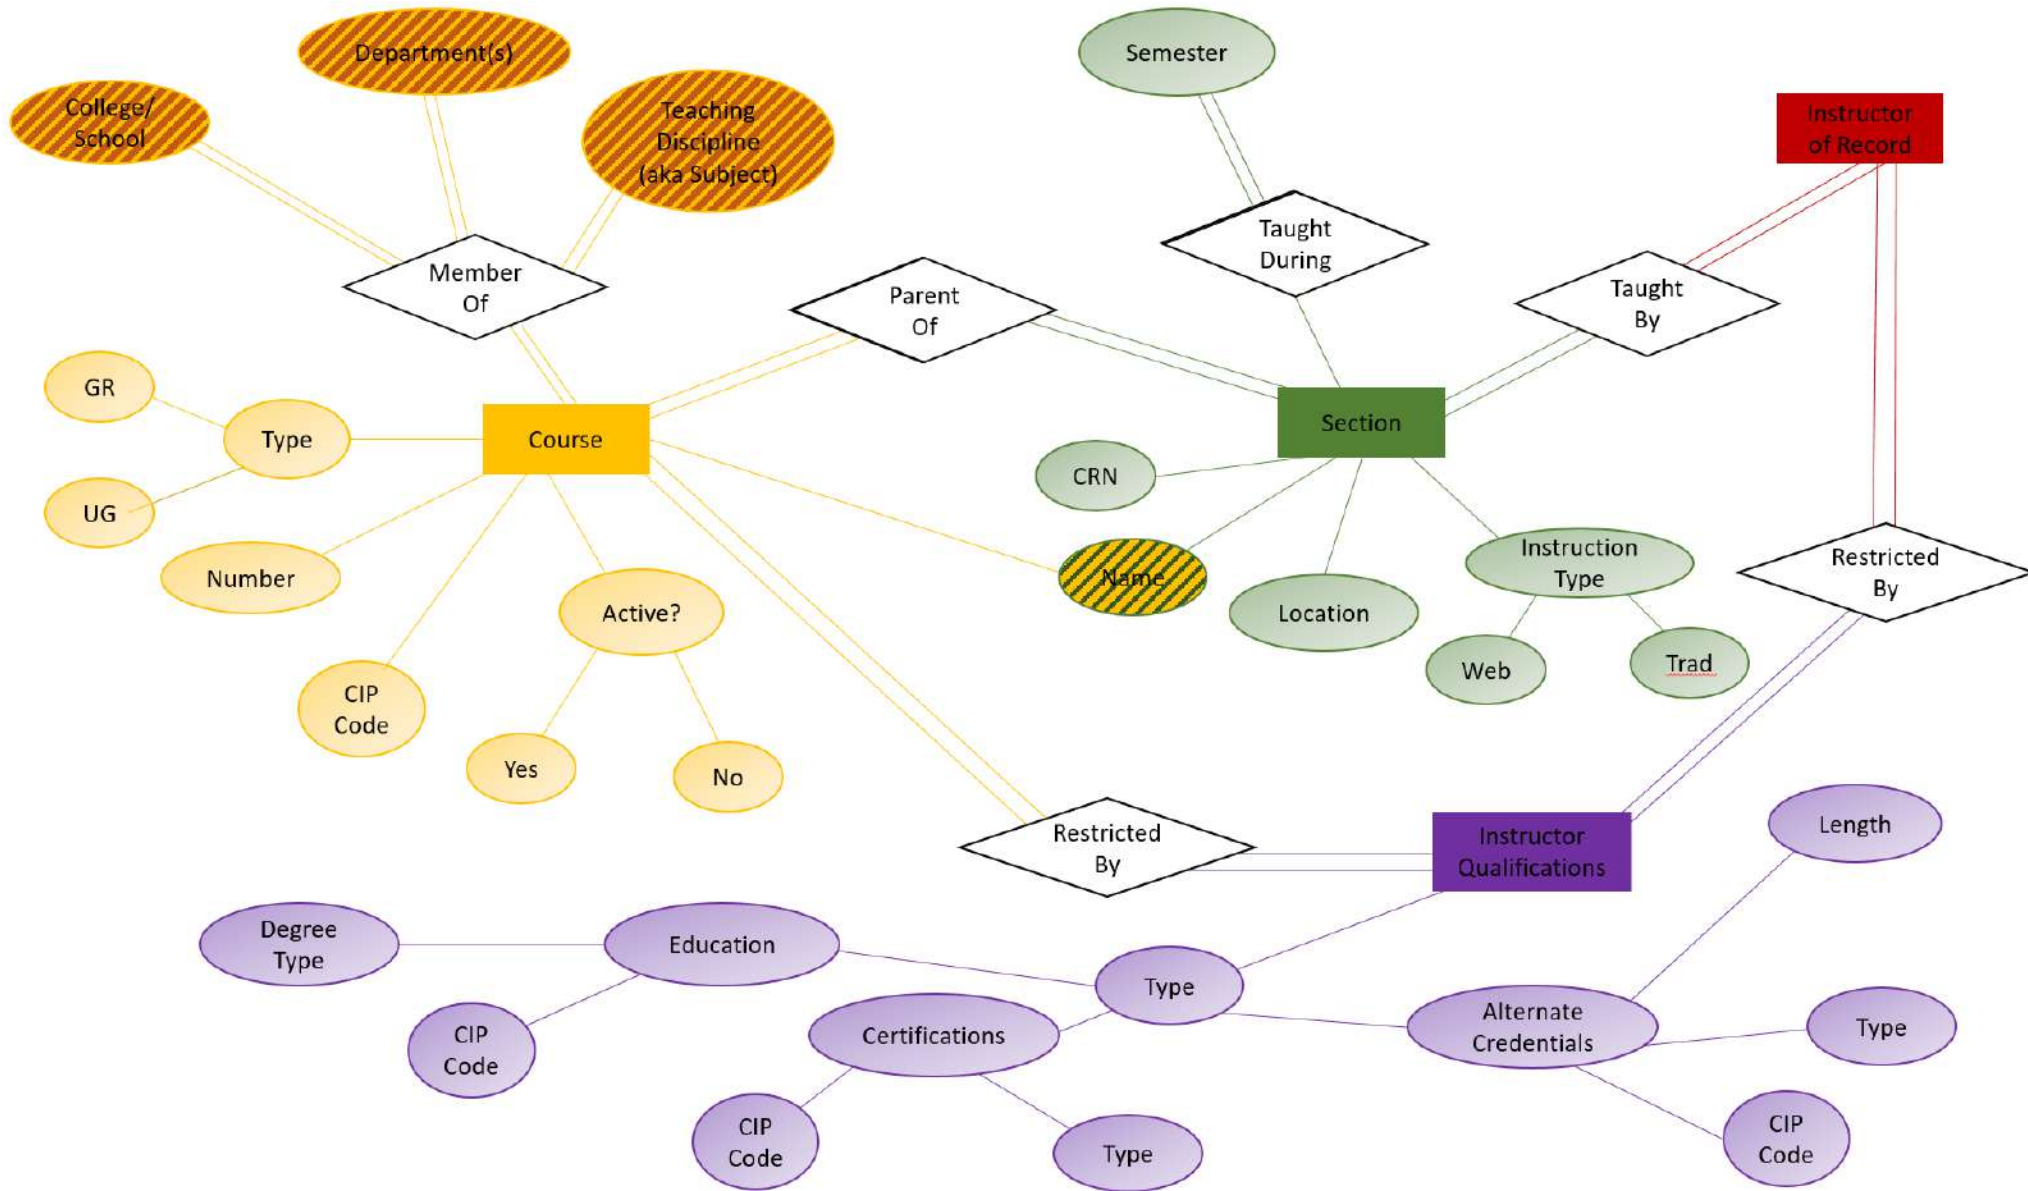 Department(s)
Semester
College/
School
Teaching
Discipline
(aka Subject)
Instructor
of Record
Taught
During
Member
Of
Parent
Of
Taught
By
GR
Type
Course
Section
CRN
UG
Number
Name
Instruction
Type
Restricted
By
Active?
Location
Web
Trad
CIP
Code
Yes
No
Restricted
By
Instructor
Qualifications
Length
Degree
Type
Education
Type
Alternate
Credentials
Type
CIP
Code
Certifications
CIP
Code
Type
CIP
Code